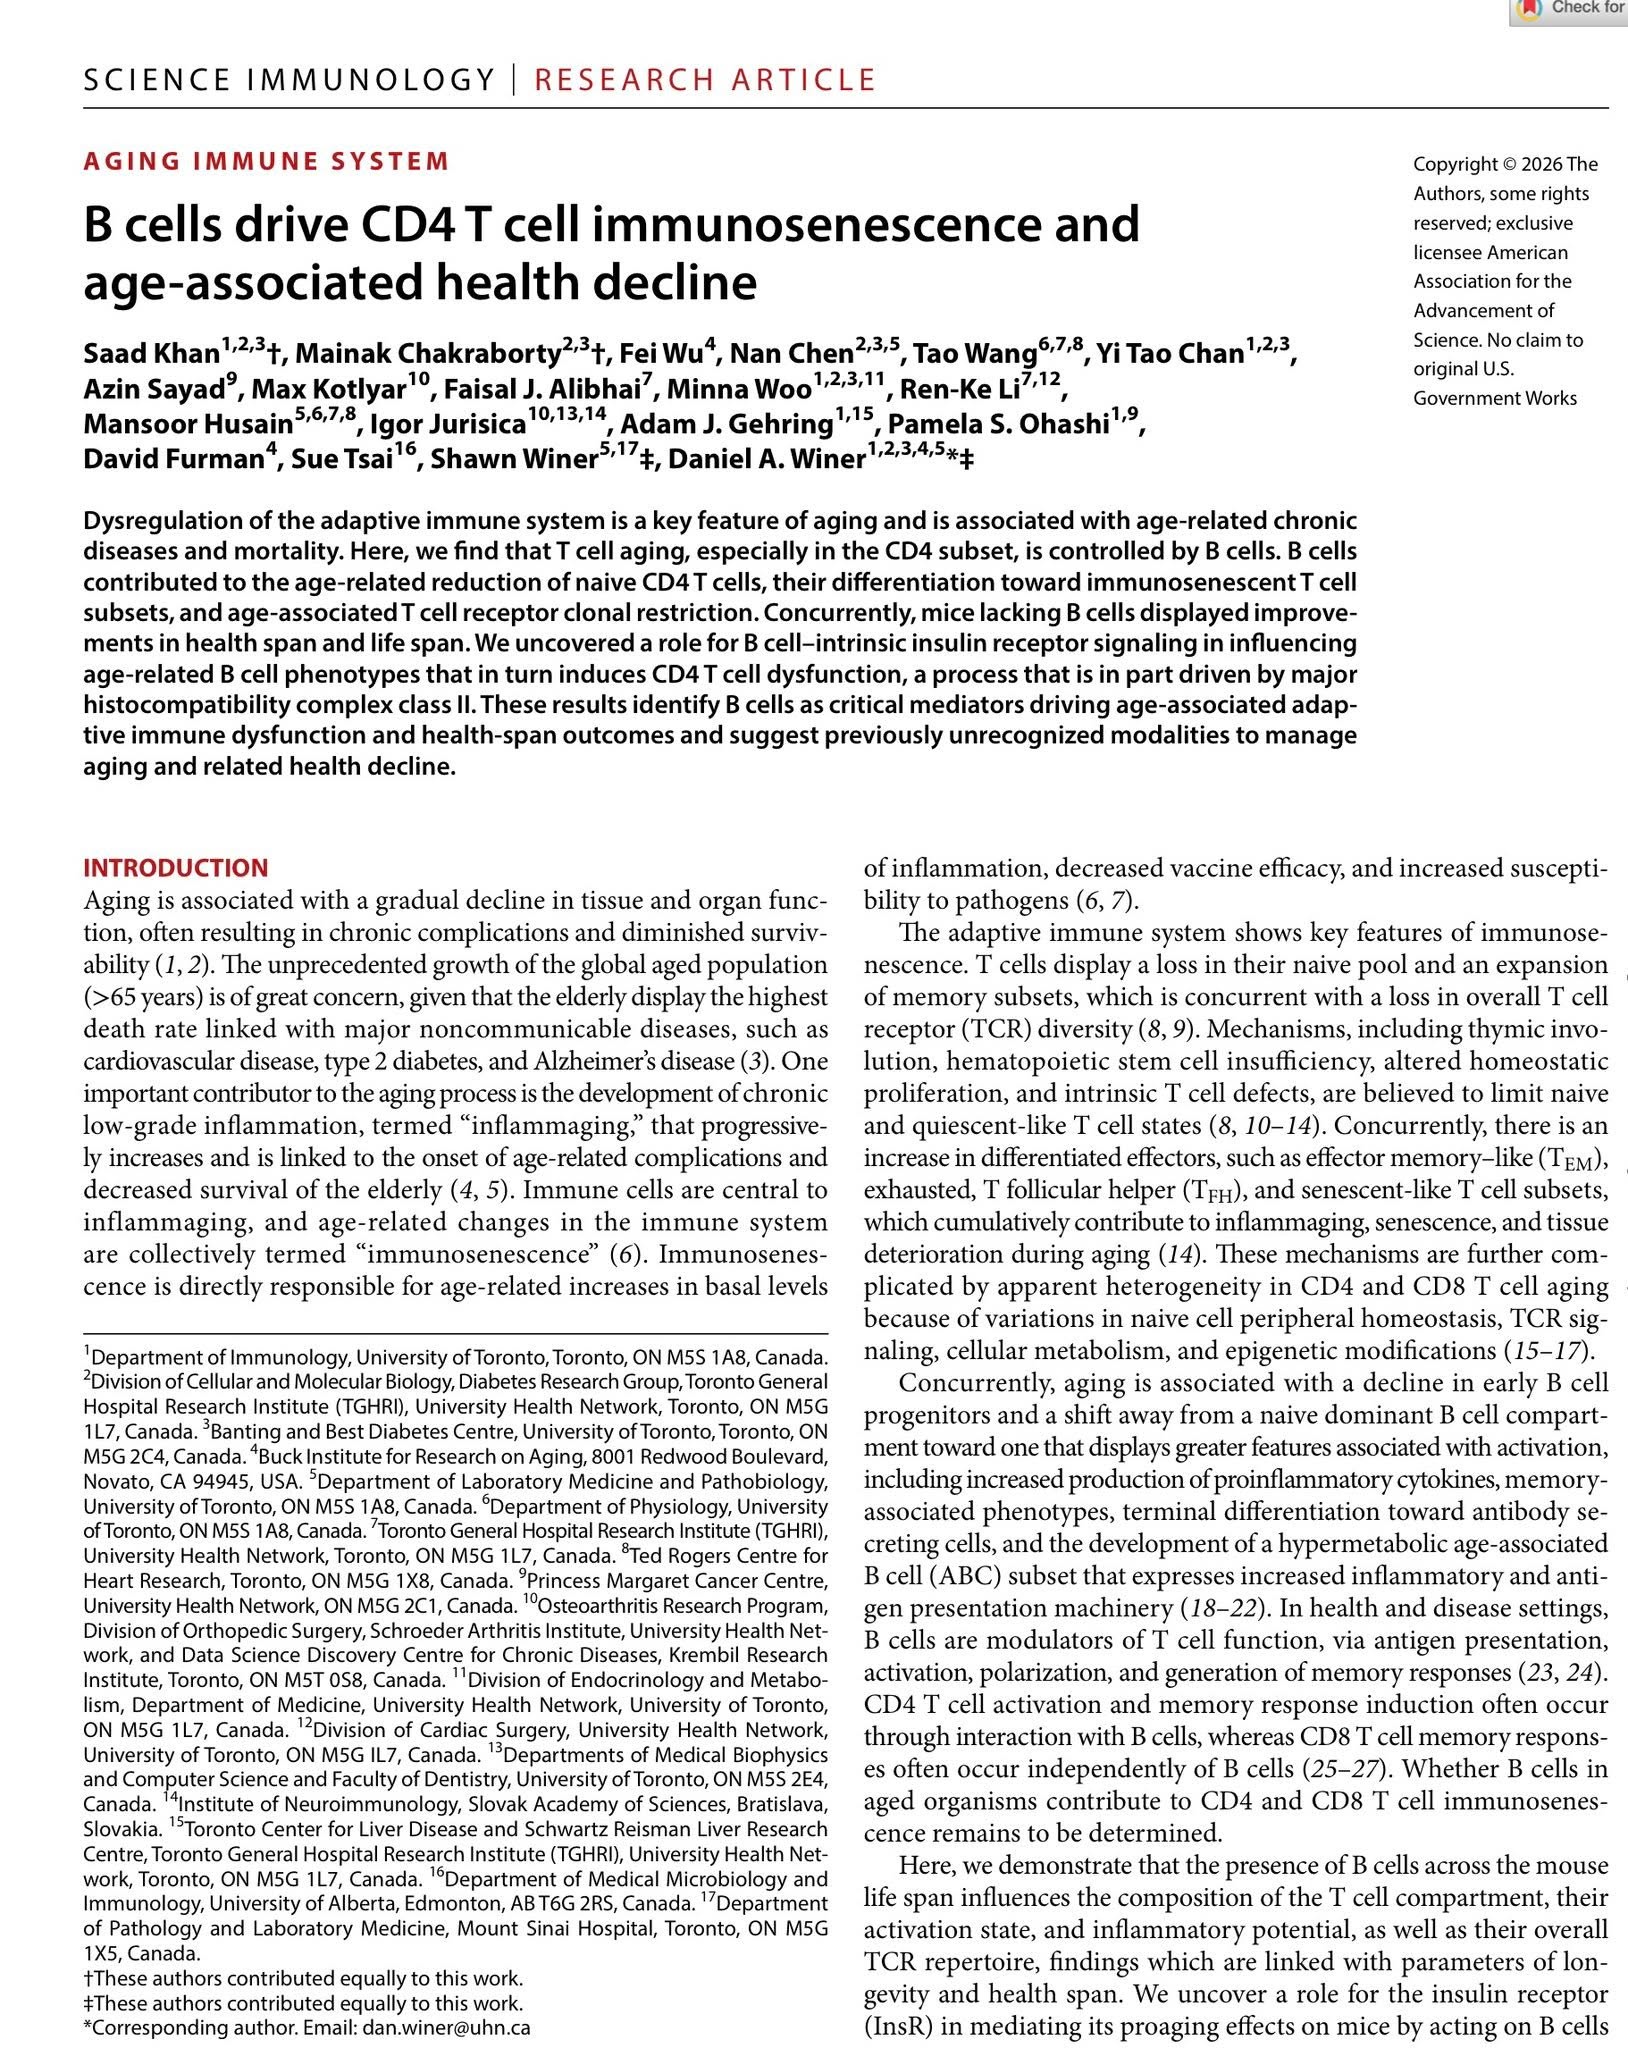 Check for
SCIENCE IMMUNOLOGY | RESEARCH ARTICLE
AGING IMMUNE SYSTEM
B cells drive CD4 T cell immunosenescence and
age-associated health decline
Saad Khan1,2,3†, Mainak Chakraborty2,3†, Fei Wu4, Nan Chen2,3,5, Tao Wang6,7,8, Yi Tao Chan1,2,3,
Azin Sayad9, Max Kotlyar10, Faisal J. Alibhai7, Minna Woo1,2,3,11, Ren-Ke Li7,12,
Mansoor Husain5,6,7,8, Igor Jurisica10,13,14, Adam J. Gehring1,15, Pamela S. Ohashi1,9,
David Furman4, Sue Tsai16, Shawn Winer5,17‡, Daniel A. Winer1,2,3,4,5*‡
Copyright © 2026 The
Authors, some rights
reserved; exclusive
licensee American
Association for the
Advancement of
Science. No claim to
original U.S.
Government Works
Dysregulation of the adaptive immune system is a key feature of aging and is associated with age-related chronic
diseases and mortality. Here, we find that T cell aging, especially in the CD4 subset, is controlled by B cells. B cells
contributed to the age-related reduction of naive CD4 T cells, their differentiation toward immunosenescent T cell
subsets, and age-associated T cell receptor clonal restriction. Concurrently, mice lacking B cells displayed improve-
ments in health span and life span. We uncovered a role for B cell–intrinsic insulin receptor signaling in influencing
age-related B cell phenotypes that in turn induces CD4 T cell dysfunction, a process that is in part driven by major
histocompatibility complex class II. These results identify B cells as critical mediators driving age-associated adap-
tive immune dysfunction and health-span outcomes and suggest previously unrecognized modalities to manage
aging and related health decline.
INTRODUCTION
Aging is associated with a gradual decline in tissue and organ func-
tion, often resulting in chronic complications and diminished surviv-
ability (1, 2). The unprecedented growth of the global aged population
(>65 years) is of great concern, given that the elderly display the highest
death rate linked with major noncommunicable diseases, such as
cardiovascular disease, type 2 diabetes, and Alzheimer’s disease (3). One
important contributor to the aging process is the development of chronic
low-grade inflammation, termed “inflammaging,” that progressive-
ly increases and is linked to the onset of age-related complications and
decreased survival of the elderly (4, 5). Immune cells are central to
inflammaging, and age-related changes in the immune system
are collectively termed “immunosenescence” (6). Immunosenes-
cence is directly responsible for age-related increases in basal levels
1Department of Immunology, University of Toronto, Toronto, ON M5S 1A8, Canada.
2Division of Cellular and Molecular Biology, Diabetes Research Group, Toronto General
Hospital Research Institute (TGHRI), University Health Network, Toronto, ON M5G
1L7, Canada. 3Banting and Best Diabetes Centre, University of Toronto, Toronto, ON
M5G 2C4, Canada. 4Buck Institute for Research on Aging, 8001 Redwood Boulevard,
Novato, CA 94945, USA. 5Department of Laboratory Medicine and Pathobiology,
University of Toronto, ON M5S 1A8, Canada. 6Department of Physiology, University
of Toronto, ON M5S 1A8, Canada. 7Toronto General Hospital Research Institute (TGHRI),
University Health Network, Toronto, ON M5G 1L7, Canada. 8Ted Rogers Centre for
Heart Research, Toronto, ON M5G 1X8, Canada. 9Princess Margaret Cancer Centre,
University Health Network, ON M5G 2C1, Canada. 10Osteoarthritis Research Program,
Division of Orthopedic Surgery, Schroeder Arthritis Institute, University Health Net-
work, and Data Science Discovery Centre for Chronic Diseases, Krembil Research
Institute, Toronto, ON M5T 0S8, Canada. 11Division of Endocrinology and Metabo-
lism, Department of Medicine, University Health Network, University of Toronto,
ON M5G 1L7, Canada. 12Division of Cardiac Surgery, University Health Network,
University of Toronto, ON M5G IL7, Canada. 13Departments of Medical Biophysics
and Computer Science and Faculty of Dentistry, University of Toronto, ON M5S 2E4,
Canada. 14Institute of Neuroimmunology, Slovak Academy of Sciences, Bratislava,
Slovakia. 15Toronto Center for Liver Disease and Schwartz Reisman Liver Research
Centre, Toronto General Hospital Research Institute (TGHRI), University Health Net-
work, Toronto, ON M5G 1L7, Canada. 16Department of Medical Microbiology and
Immunology, University of Alberta, Edmonton, AB T6G 2RS, Canada. 17Department
of Pathology and Laboratory Medicine, Mount Sinai Hospital, Toronto, ON M5G
1X5, Canada.
†These authors contributed equally to this work.
‡These authors contributed equally to this work.
*Corresponding author. Email: dan.winer@uhn.ca
of inflammation, decreased vaccine efficacy, and increased suscepti-
bility to pathogens (6, 7).
The adaptive immune system shows key features of immunose-
nescence. T cells display a loss in their naive pool and an expansion
of memory subsets, which is concurrent with a loss in overall T cell
receptor (TCR) diversity (8, 9). Mechanisms, including thymic invo-
lution, hematopoietic stem cell insufficiency, altered homeostatic
proliferation, and intrinsic T cell defects, are believed to limit naive
and quiescent-like T cell states (8, 10–14). Concurrently, there is an
increase in differentiated effectors, such as effector memory–like (TEM),
exhausted, T follicular helper (TFH), and senescent-like T cell subsets,
which cumulatively contribute to inflammaging, senescence, and tissue
deterioration during aging (14). These mechanisms are further com-
plicated by apparent heterogeneity in CD4 and CD8 T cell aging
because of variations in naive cell peripheral homeostasis, TCR sig-
naling, cellular metabolism, and epigenetic modifications (15–17).
Concurrently, aging is associated with a decline in early B cell
progenitors and a shift away from a naive dominant B cell compart-
ment toward one that displays greater features associated with activation,
including increased production of proinflammatory cytokines, memory-
associated phenotypes, terminal differentiation toward antibody se-
creting cells, and the development of a hypermetabolic age-associated
B cell (ABC) subset that expresses increased inflammatory and anti-
gen presentation machinery (18–22). In health and disease settings,
B cells are modulators of T cell function, via antigen presentation,
activation, polarization, and generation of memory responses (23, 24).
CD4 T cell activation and memory response induction often occur
through interaction with B cells, whereas CD8 T cell memory respons-
es often occur independently of B cells (25–27). Whether B cells in
aged organisms contribute to CD4 and CD8 T cell immunosenes-
cence remains to be determined.
Here, we demonstrate that the presence of B cells across the mouse
life span influences the composition of the T cell compartment, their
activation state, and inflammatory potential, as well as their overall
TCR repertoire, findings which are linked with parameters of lon-
gevity and health span. We uncover a role for the insulin receptor
(InsR) in mediating its proaging effects on mice by acting on B cells